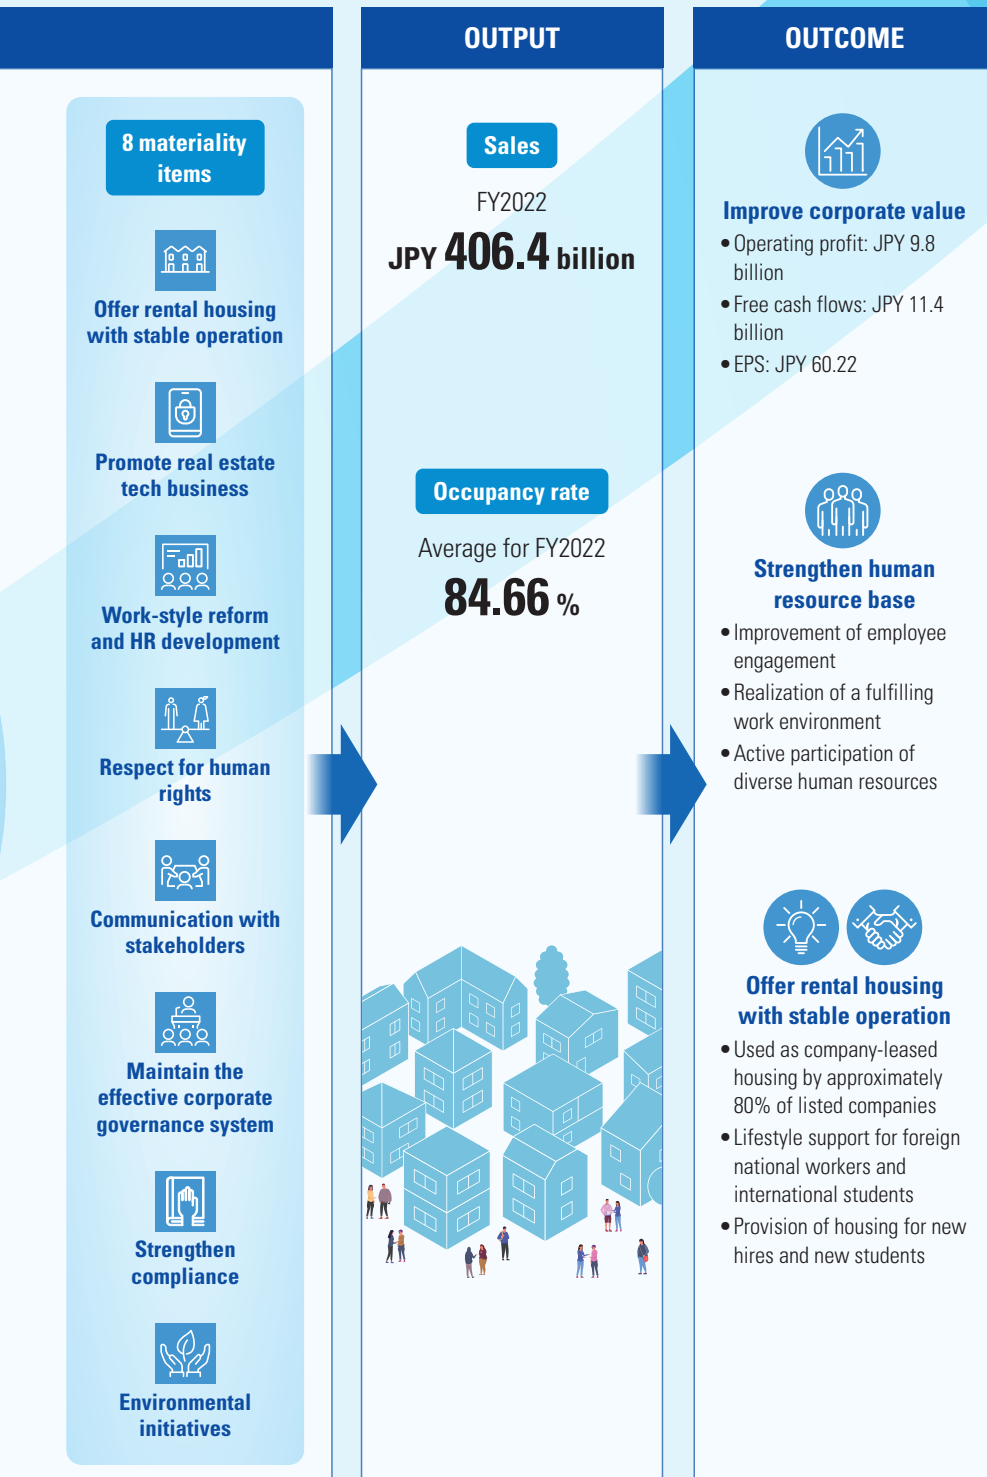 8 materiality
items
Offer rental housing
with stable operation
Promote real estate
tech business
Work-style reform
and HR development
Respect for human
rights
Communication with
stakeholders
Maintain the
effective corporate
governance system
Strengthen
compliance
Environmental
initiatives
OUTPUT
Sales
FY2022
JPY 406.4 billion
Occupancy rate
Average for FY2022
84.66 %
OUTCOME
Improve corporate value
• Operating profit: JPY 9.8
billion
• Free cash flows: JPY 11.4
billion
• EPS: JPY 60.22
Strengthen human
resource base
• Improvement of employee
engagement
• Realization of a fulfilling
work environment
• Active participation of
diverse human resources
Offer rental housing
with stable operation
• Used as company-leased
housing by approximately
80% of listed companies
• Lifestyle support for foreign
national workers and
international students
• Provision of housing for new
hires and new students